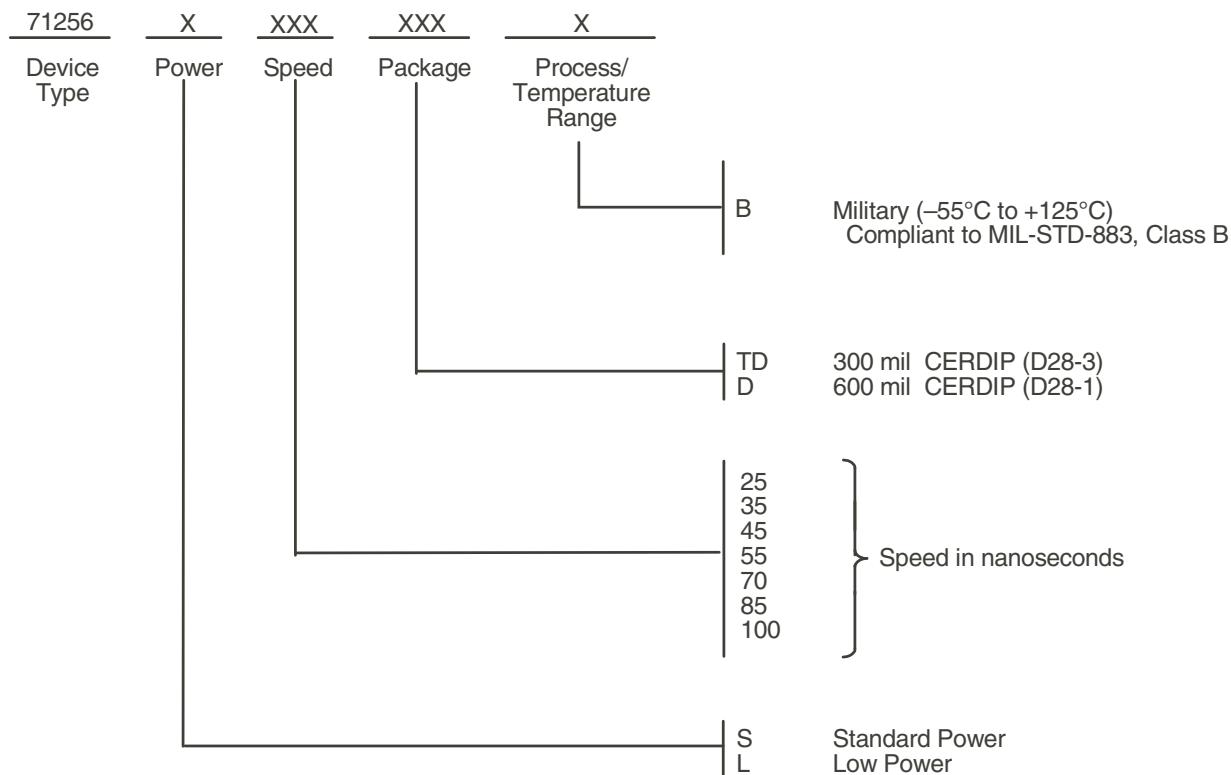 71256 X XXX XXX X
Device Type
Power
Speed
Package
Process/
Temperature
Range
B Military (–55°C to +125°C)
Compliant to MIL-STD-883, Class B
TD 300 mil CERDIP (D28-3)
D 600 mil CERDIP (D28-1)
25
35
45
55
70
85
100
Speed in nanoseconds
S Standard Power
L Low Power